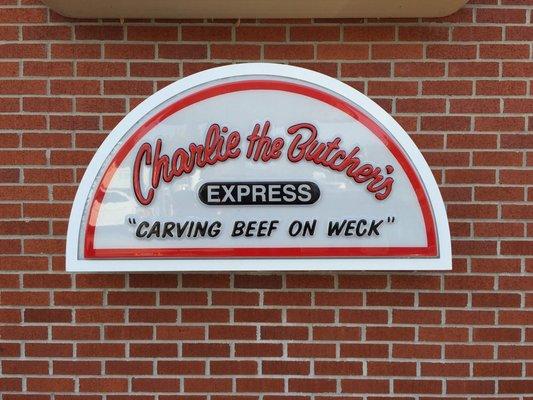 Charlie the Butcher's
EXPRESS
"CARVING BEEF ON WECK"